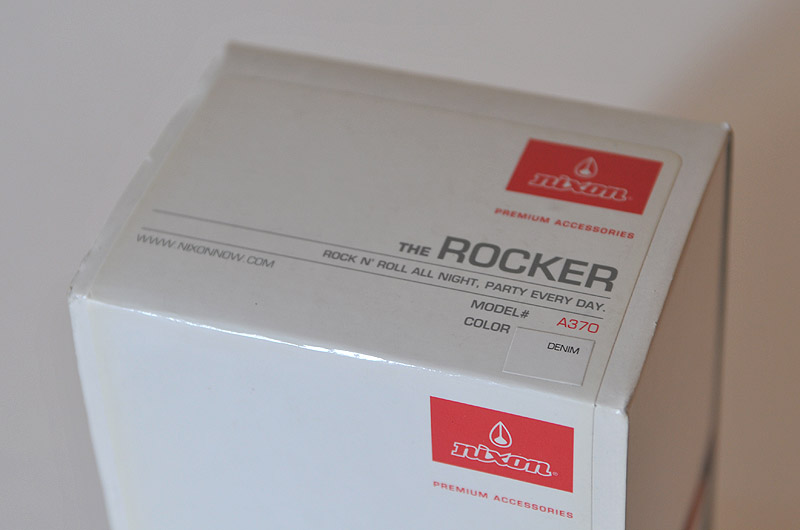 nixon
PREMIUM ACCESSORIES
THE ROCKER
WWW.NIXONNOW.COM
ROCK N' ROLL ALL NIGHT, PARTY EVERY DAY.
MODEL# A370
COLOR DENIM
nixon
PREMIUM ACCESSORIES